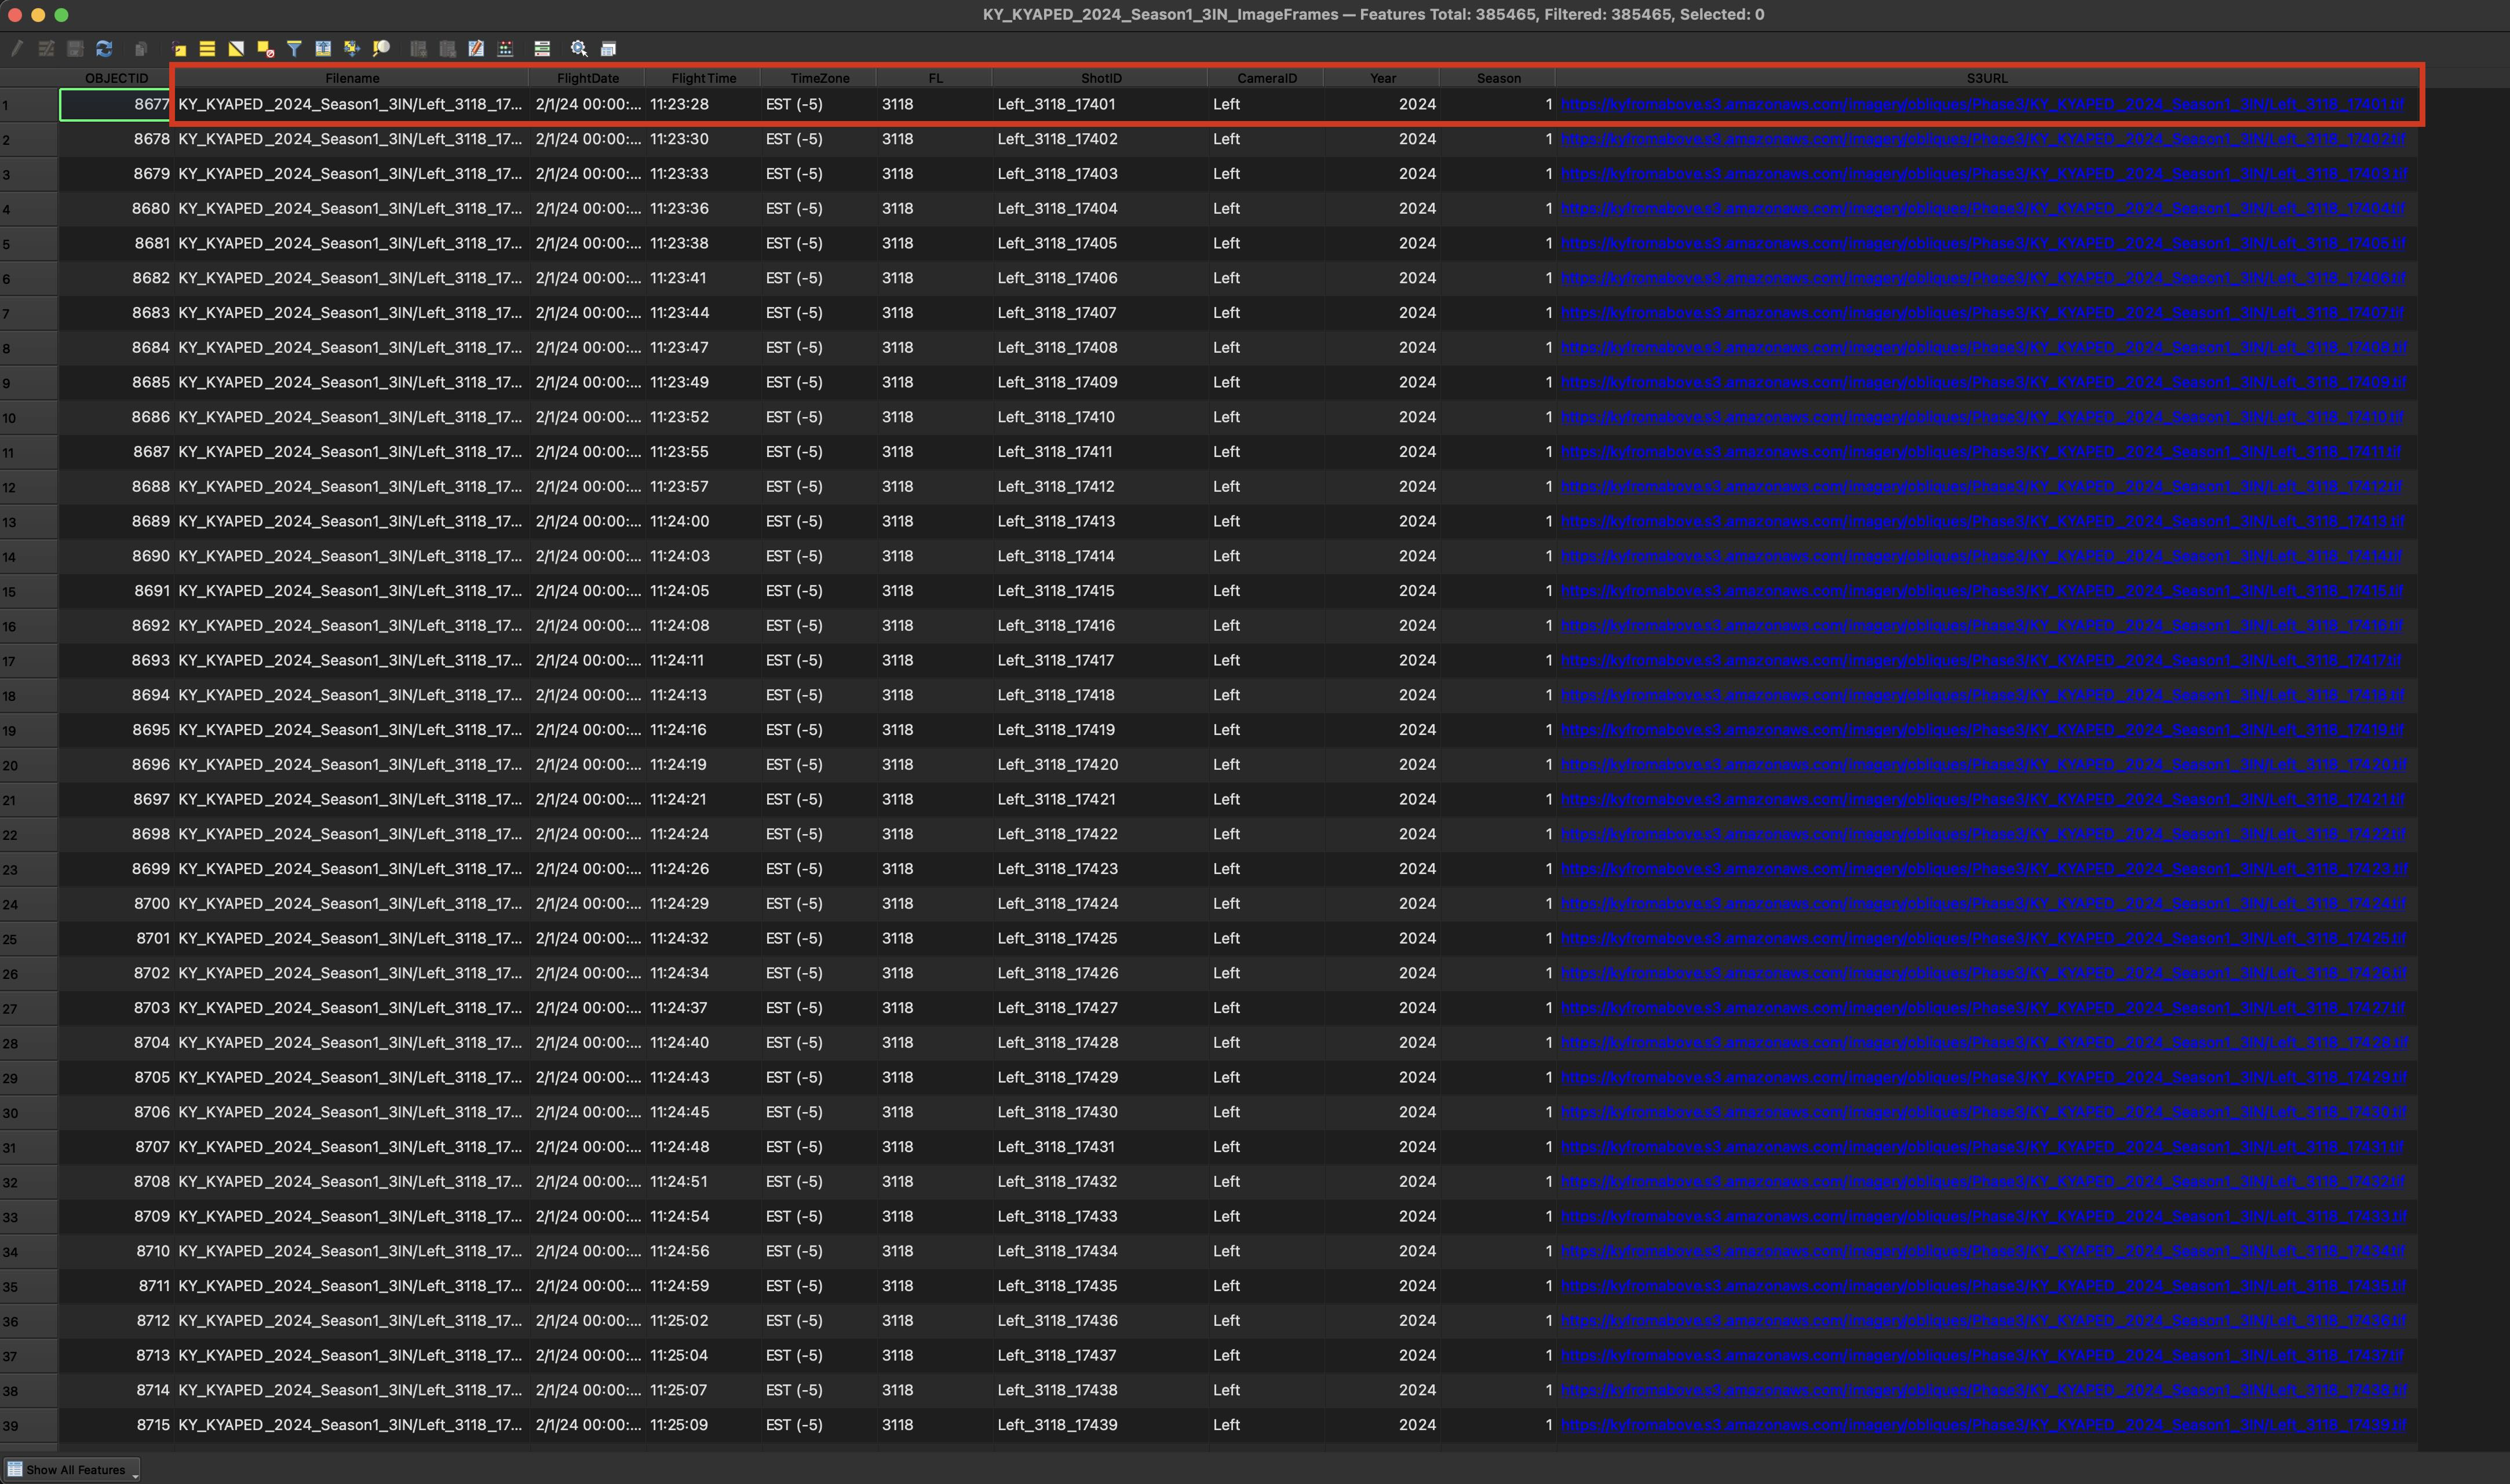 KY_KYAPED_2024_Season1_3IN_ImageFrames — Features Total: 385465, Filtered: 385465, Selected: 0
OBJECTID Filename FlightDate FlightTime TimeZone FL ShotID CameraID Year Season S3URL
1 8677 KY_KYAPED_2024_Season1_3IN/Left_3118_17... 2/1/24 00:00:... 11:23:28 EST (-5) 3118 Left_3118_17401 Left 2024 1 https://kyfromabove.s3.amazonaws.com/imagery/obliques/Phase3/KY_KYAPED_2024_Season1_3IN/Left_3118_17401.tif
2 8678 KY_KYAPED_2024_Season1_3IN/Left_3118_17... 2/1/24 00:00:... 11:23:30 EST (-5) 3118 Left_3118_17402 Left 2024 1 https://kyfromabove.s3.amazonaws.com/imagery/obliques/Phase3/KY_KYAPED_2024_Season1_3IN/Left_3118_17402.tif
3 8679 KY_KYAPED_2024_Season1_3IN/Left_3118_17... 2/1/24 00:00:... 11:23:33 EST (-5) 3118 Left_3118_17403 Left 2024 1 https://kyfromabove.s3.amazonaws.com/imagery/obliques/Phase3/KY_KYAPED_2024_Season1_3IN/Left_3118_17403.tif
4 8680 KY_KYAPED_2024_Season1_3IN/Left_3118_17... 2/1/24 00:00:... 11:23:36 EST (-5) 3118 Left_3118_17404 Left 2024 1 https://kyfromabove.s3.amazonaws.com/imagery/obliques/Phase3/KY_KYAPED_2024_Season1_3IN/Left_3118_17404.tif
5 8681 KY_KYAPED_2024_Season1_3IN/Left_3118_17... 2/1/24 00:00:... 11:23:38 EST (-5) 3118 Left_3118_17405 Left 2024 1 https://kyfromabove.s3.amazonaws.com/imagery/obliques/Phase3/KY_KYAPED_2024_Season1_3IN/Left_3118_17405.tif
6 8682 KY_KYAPED_2024_Season1_3IN/Left_3118_17... 2/1/24 00:00:... 11:23:41 EST (-5) 3118 Left_3118_17406 Left 2024 1 https://kyfromabove.s3.amazonaws.com/imagery/obliques/Phase3/KY_KYAPED_2024_Season1_3IN/Left_3118_17406.tif
7 8683 KY_KYAPED_2024_Season1_3IN/Left_3118_17... 2/1/24 00:00:... 11:23:44 EST (-5) 3118 Left_3118_17407 Left 2024 1 https://kyfromabove.s3.amazonaws.com/imagery/obliques/Phase3/KY_KYAPED_2024_Season1_3IN/Left_3118_17407.tif
8 8684 KY_KYAPED_2024_Season1_3IN/Left_3118_17... 2/1/24 00:00:... 11:23:47 EST (-5) 3118 Left_3118_17408 Left 2024 1 https://kyfromabove.s3.amazonaws.com/imagery/obliques/Phase3/KY_KYAPED_2024_Season1_3IN/Left_3118_17408.tif
9 8685 KY_KYAPED_2024_Season1_3IN/Left_3118_17... 2/1/24 00:00:... 11:23:49 EST (-5) 3118 Left_3118_17409 Left 2024 1 https://kyfromabove.s3.amazonaws.com/imagery/obliques/Phase3/KY_KYAPED_2024_Season1_3IN/Left_3118_17409.tif
10 8686 KY_KYAPED_2024_Season1_3IN/Left_3118_17... 2/1/24 00:00:... 11:23:52 EST (-5) 3118 Left_3118_17410 Left 2024 1 https://kyfromabove.s3.amazonaws.com/imagery/obliques/Phase3/KY_KYAPED_2024_Season1_3IN/Left_3118_17410.tif
11 8687 KY_KYAPED_2024_Season1_3IN/Left_3118_17... 2/1/24 00:00:... 11:23:55 EST (-5) 3118 Left_3118_17411 Left 2024 1 https://kyfromabove.s3.amazonaws.com/imagery/obliques/Phase3/KY_KYAPED_2024_Season1_3IN/Left_3118_17411.tif
12 8688 KY_KYAPED_2024_Season1_3IN/Left_3118_17... 2/1/24 00:00:... 11:23:57 EST (-5) 3118 Left_3118_17412 Left 2024 1 https://kyfromabove.s3.amazonaws.com/imagery/obliques/Phase3/KY_KYAPED_2024_Season1_3IN/Left_3118_17412.tif
13 8689 KY_KYAPED_2024_Season1_3IN/Left_3118_17... 2/1/24 00:00:... 11:24:00 EST (-5) 3118 Left_3118_17413 Left 2024 1 https://kyfromabove.s3.amazonaws.com/imagery/obliques/Phase3/KY_KYAPED_2024_Season1_3IN/Left_3118_17413.tif
14 8690 KY_KYAPED_2024_Season1_3IN/Left_3118_17... 2/1/24 00:00:... 11:24:03 EST (-5) 3118 Left_3118_17414 Left 2024 1 https://kyfromabove.s3.amazonaws.com/imagery/obliques/Phase3/KY_KYAPED_2024_Season1_3IN/Left_3118_17414.tif
15 8691 KY_KYAPED_2024_Season1_3IN/Left_3118_17... 2/1/24 00:00:... 11:24:05 EST (-5) 3118 Left_3118_17415 Left 2024 1 https://kyfromabove.s3.amazonaws.com/imagery/obliques/Phase3/KY_KYAPED_2024_Season1_3IN/Left_3118_17415.tif
16 8692 KY_KYAPED_2024_Season1_3IN/Left_3118_17... 2/1/24 00:00:... 11:24:08 EST (-5) 3118 Left_3118_17416 Left 2024 1 https://kyfromabove.s3.amazonaws.com/imagery/obliques/Phase3/KY_KYAPED_2024_Season1_3IN/Left_3118_17416.tif
17 8693 KY_KYAPED_2024_Season1_3IN/Left_3118_17... 2/1/24 00:00:... 11:24:11 EST (-5) 3118 Left_3118_17417 Left 2024 1 https://kyfromabove.s3.amazonaws.com/imagery/obliques/Phase3/KY_KYAPED_2024_Season1_3IN/Left_3118_17417.tif
18 8694 KY_KYAPED_2024_Season1_3IN/Left_3118_17... 2/1/24 00:00:... 11:24:13 EST (-5) 3118 Left_3118_17418 Left 2024 1 https://kyfromabove.s3.amazonaws.com/imagery/obliques/Phase3/KY_KYAPED_2024_Season1_3IN/Left_3118_17418.tif
19 8695 KY_KYAPED_2024_Season1_3IN/Left_3118_17... 2/1/24 00:00:... 11:24:16 EST (-5) 3118 Left_3118_17419 Left 2024 1 https://kyfromabove.s3.amazonaws.com/imagery/obliques/Phase3/KY_KYAPED_2024_Season1_3IN/Left_3118_17419.tif
20 8696 KY_KYAPED_2024_Season1_3IN/Left_3118_17... 2/1/24 00:00:... 11:24:19 EST (-5) 3118 Left_3118_17420 Left 2024 1 https://kyfromabove.s3.amazonaws.com/imagery/obliques/Phase3/KY_KYAPED_2024_Season1_3IN/Left_3118_17420.tif
21 8697 KY_KYAPED_2024_Season1_3IN/Left_3118_17... 2/1/24 00:00:... 11:24:21 EST (-5) 3118 Left_3118_17421 Left 2024 1 https://kyfromabove.s3.amazonaws.com/imagery/obliques/Phase3/KY_KYAPED_2024_Season1_3IN/Left_3118_17421.tif
22 8698 KY_KYAPED_2024_Season1_3IN/Left_3118_17... 2/1/24 00:00:... 11:24:24 EST (-5) 3118 Left_3118_17422 Left 2024 1 https://kyfromabove.s3.amazonaws.com/imagery/obliques/Phase3/KY_KYAPED_2024_Season1_3IN/Left_3118_17422.tif
23 8699 KY_KYAPED_2024_Season1_3IN/Left_3118_17... 2/1/24 00:00:... 11:24:26 EST (-5) 3118 Left_3118_17423 Left 2024 1 https://kyfromabove.s3.amazonaws.com/imagery/obliques/Phase3/KY_KYAPED_2024_Season1_3IN/Left_3118_17423.tif
24 8700 KY_KYAPED_2024_Season1_3IN/Left_3118_17... 2/1/24 00:00:... 11:24:29 EST (-5) 3118 Left_3118_17424 Left 2024 1 https://kyfromabove.s3.amazonaws.com/imagery/obliques/Phase3/KY_KYAPED_2024_Season1_3IN/Left_3118_17424.tif
25 8701 KY_KYAPED_2024_Season1_3IN/Left_3118_17... 2/1/24 00:00:... 11:24:32 EST (-5) 3118 Left_3118_17425 Left 2024 1 https://kyfromabove.s3.amazonaws.com/imagery/obliques/Phase3/KY_KYAPED_2024_Season1_3IN/Left_3118_17425.tif
26 8702 KY_KYAPED_2024_Season1_3IN/Left_3118_17... 2/1/24 00:00:... 11:24:34 EST (-5) 3118 Left_3118_17426 Left 2024 1 https://kyfromabove.s3.amazonaws.com/imagery/obliques/Phase3/KY_KYAPED_2024_Season1_3IN/Left_3118_17426.tif
27 8703 KY_KYAPED_2024_Season1_3IN/Left_3118_17... 2/1/24 00:00:... 11:24:37 EST (-5) 3118 Left_3118_17427 Left 2024 1 https://kyfromabove.s3.amazonaws.com/imagery/obliques/Phase3/KY_KYAPED_2024_Season1_3IN/Left_3118_17427.tif
28 8704 KY_KYAPED_2024_Season1_3IN/Left_3118_17... 2/1/24 00:00:... 11:24:40 EST (-5) 3118 Left_3118_17428 Left 2024 1 https://kyfromabove.s3.amazonaws.com/imagery/obliques/Phase3/KY_KYAPED_2024_Season1_3IN/Left_3118_17428.tif
29 8705 KY_KYAPED_2024_Season1_3IN/Left_3118_17... 2/1/24 00:00:... 11:24:43 EST (-5) 3118 Left_3118_17429 Left 2024 1 https://kyfromabove.s3.amazonaws.com/imagery/obliques/Phase3/KY_KYAPED_2024_Season1_3IN/Left_3118_17429.tif
30 8706 KY_KYAPED_2024_Season1_3IN/Left_3118_17... 2/1/24 00:00:... 11:24:45 EST (-5) 3118 Left_3118_17430 Left 2024 1 https://kyfromabove.s3.amazonaws.com/imagery/obliques/Phase3/KY_KYAPED_2024_Season1_3IN/Left_3118_17430.tif
31 8707 KY_KYAPED_2024_Season1_3IN/Left_3118_17... 2/1/24 00:00:... 11:24:48 EST (-5) 3118 Left_3118_17431 Left 2024 1 https://kyfromabove.s3.amazonaws.com/imagery/obliques/Phase3/KY_KYAPED_2024_Season1_3IN/Left_3118_17431.tif
32 8708 KY_KYAPED_2024_Season1_3IN/Left_3118_17... 2/1/24 00:00:... 11:24:51 EST (-5) 3118 Left_3118_17432 Left 2024 1 https://kyfromabove.s3.amazonaws.com/imagery/obliques/Phase3/KY_KYAPED_2024_Season1_3IN/Left_3118_17432.tif
33 8709 KY_KYAPED_2024_Season1_3IN/Left_3118_17... 2/1/24 00:00:... 11:24:54 EST (-5) 3118 Left_3118_17433 Left 2024 1 https://kyfromabove.s3.amazonaws.com/imagery/obliques/Phase3/KY_KYAPED_2024_Season1_3IN/Left_3118_17433.tif
34 8710 KY_KYAPED_2024_Season1_3IN/Left_3118_17... 2/1/24 00:00:... 11:24:56 EST (-5) 3118 Left_3118_17434 Left 2024 1 https://kyfromabove.s3.amazonaws.com/imagery/obliques/Phase3/KY_KYAPED_2024_Season1_3IN/Left_3118_17434.tif
35 8711 KY_KYAPED_2024_Season1_3IN/Left_3118_17... 2/1/24 00:00:... 11:24:59 EST (-5) 3118 Left_3118_17435 Left 2024 1 https://kyfromabove.s3.amazonaws.com/imagery/obliques/Phase3/KY_KYAPED_2024_Season1_3IN/Left_3118_17435.tif
36 8712 KY_KYAPED_2024_Season1_3IN/Left_3118_17... 2/1/24 00:00:... 11:25:02 EST (-5) 3118 Left_3118_17436 Left 2024 1 https://kyfromabove.s3.amazonaws.com/imagery/obliques/Phase3/KY_KYAPED_2024_Season1_3IN/Left_3118_17436.tif
37 8713 KY_KYAPED_2024_Season1_3IN/Left_3118_17... 2/1/24 00:00:... 11:25:04 EST (-5) 3118 Left_3118_17437 Left 2024 1 https://kyfromabove.s3.amazonaws.com/imagery/obliques/Phase3/KY_KYAPED_2024_Season1_3IN/Left_3118_17437.tif
38 8714 KY_KYAPED_2024_Season1_3IN/Left_3118_17... 2/1/24 00:00:... 11:25:07 EST (-5) 3118 Left_3118_17438 Left 2024 1 https://kyfromabove.s3.amazonaws.com/imagery/obliques/Phase3/KY_KYAPED_2024_Season1_3IN/Left_3118_17438.tif
39 8715 KY_KYAPED_2024_Season1_3IN/Left_3118_17... 2/1/24 00:00:... 11:25:09 EST (-5) 3118 Left_3118_17439 Left 2024 1 https://kyfromabove.s3.amazonaws.com/imagery/obliques/Phase3/KY_KYAPED_2024_Season1_3IN/Left_3118_17439.tif
Show All Features